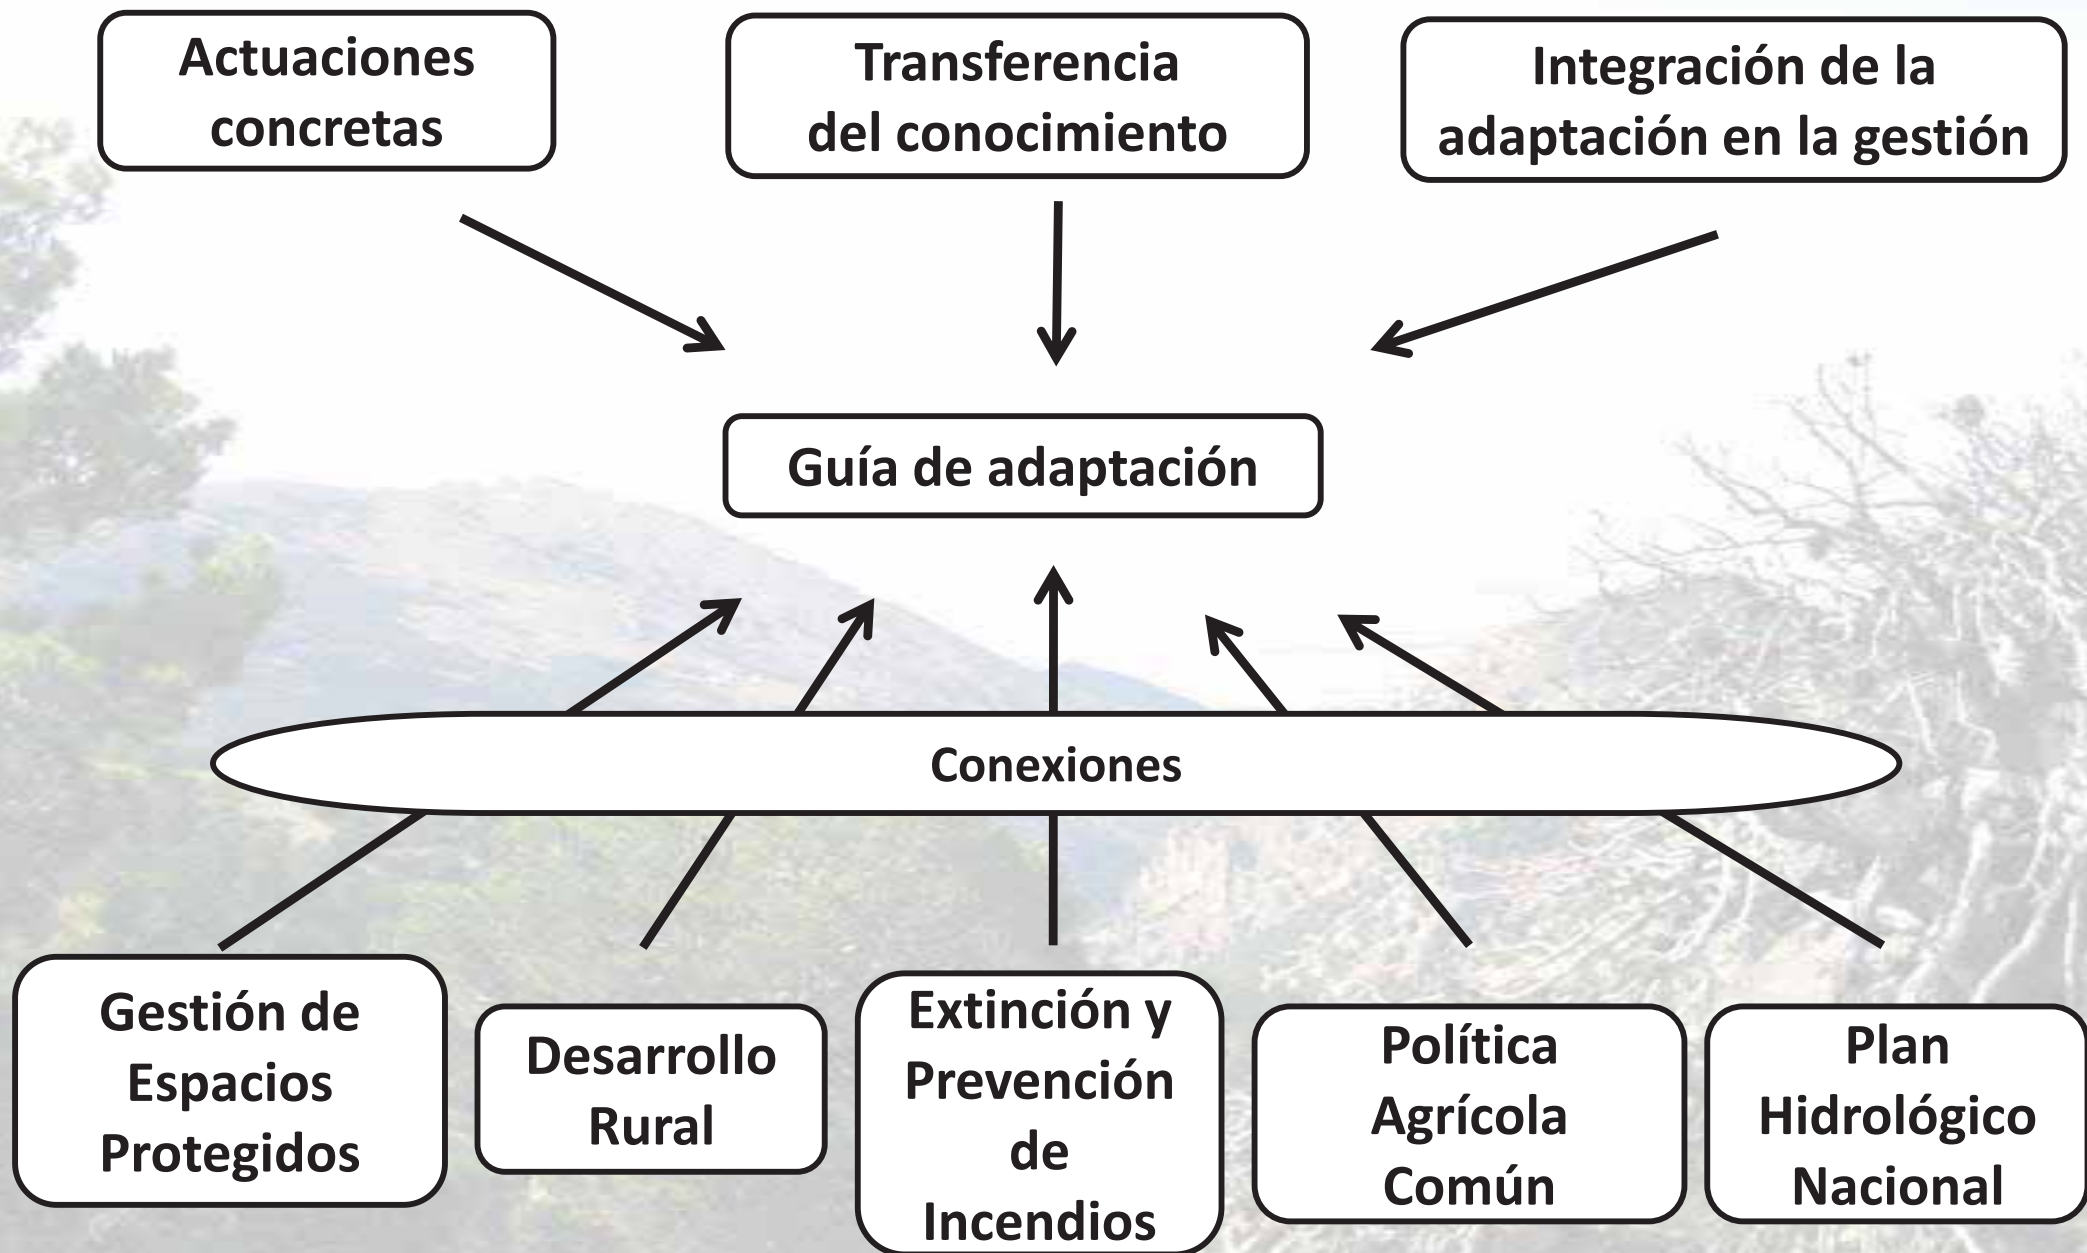 Actuaciones
concretas
Transferencia
del conocimiento
Integración de la
adaptación en la gestión
Guía de adaptación
Conexiones
Gestión de
Espacios
Protegidos
Desarrollo
Rural
Extinción y
Prevención
de
Incendios
Política
Agrícola
Común
Plan
Hidrológico
Nacional